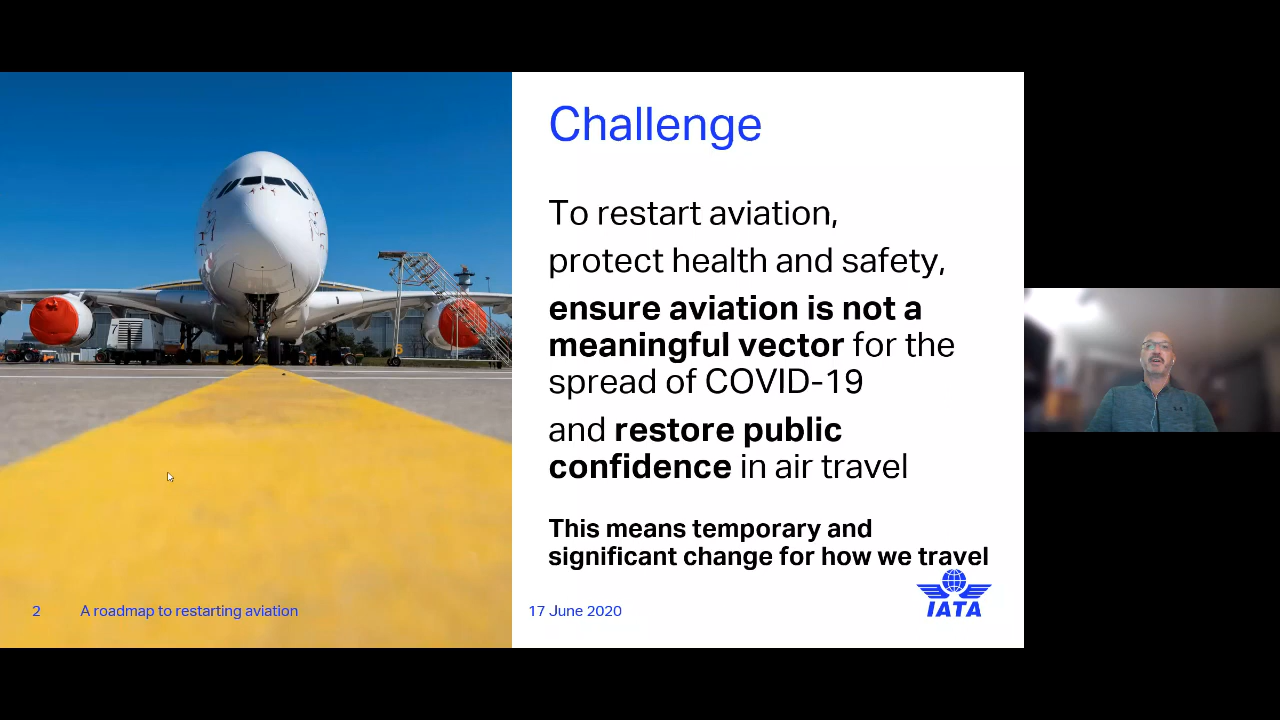 Challenge
To restart aviation,
protect health and safety,
ensure aviation is not a
meaningful vector for the
spread of COVID-19
and restore public
confidence in air travel
This means temporary and
significant change for how we travel
2 A roadmap to restarting aviation 17 June 2020
IATA